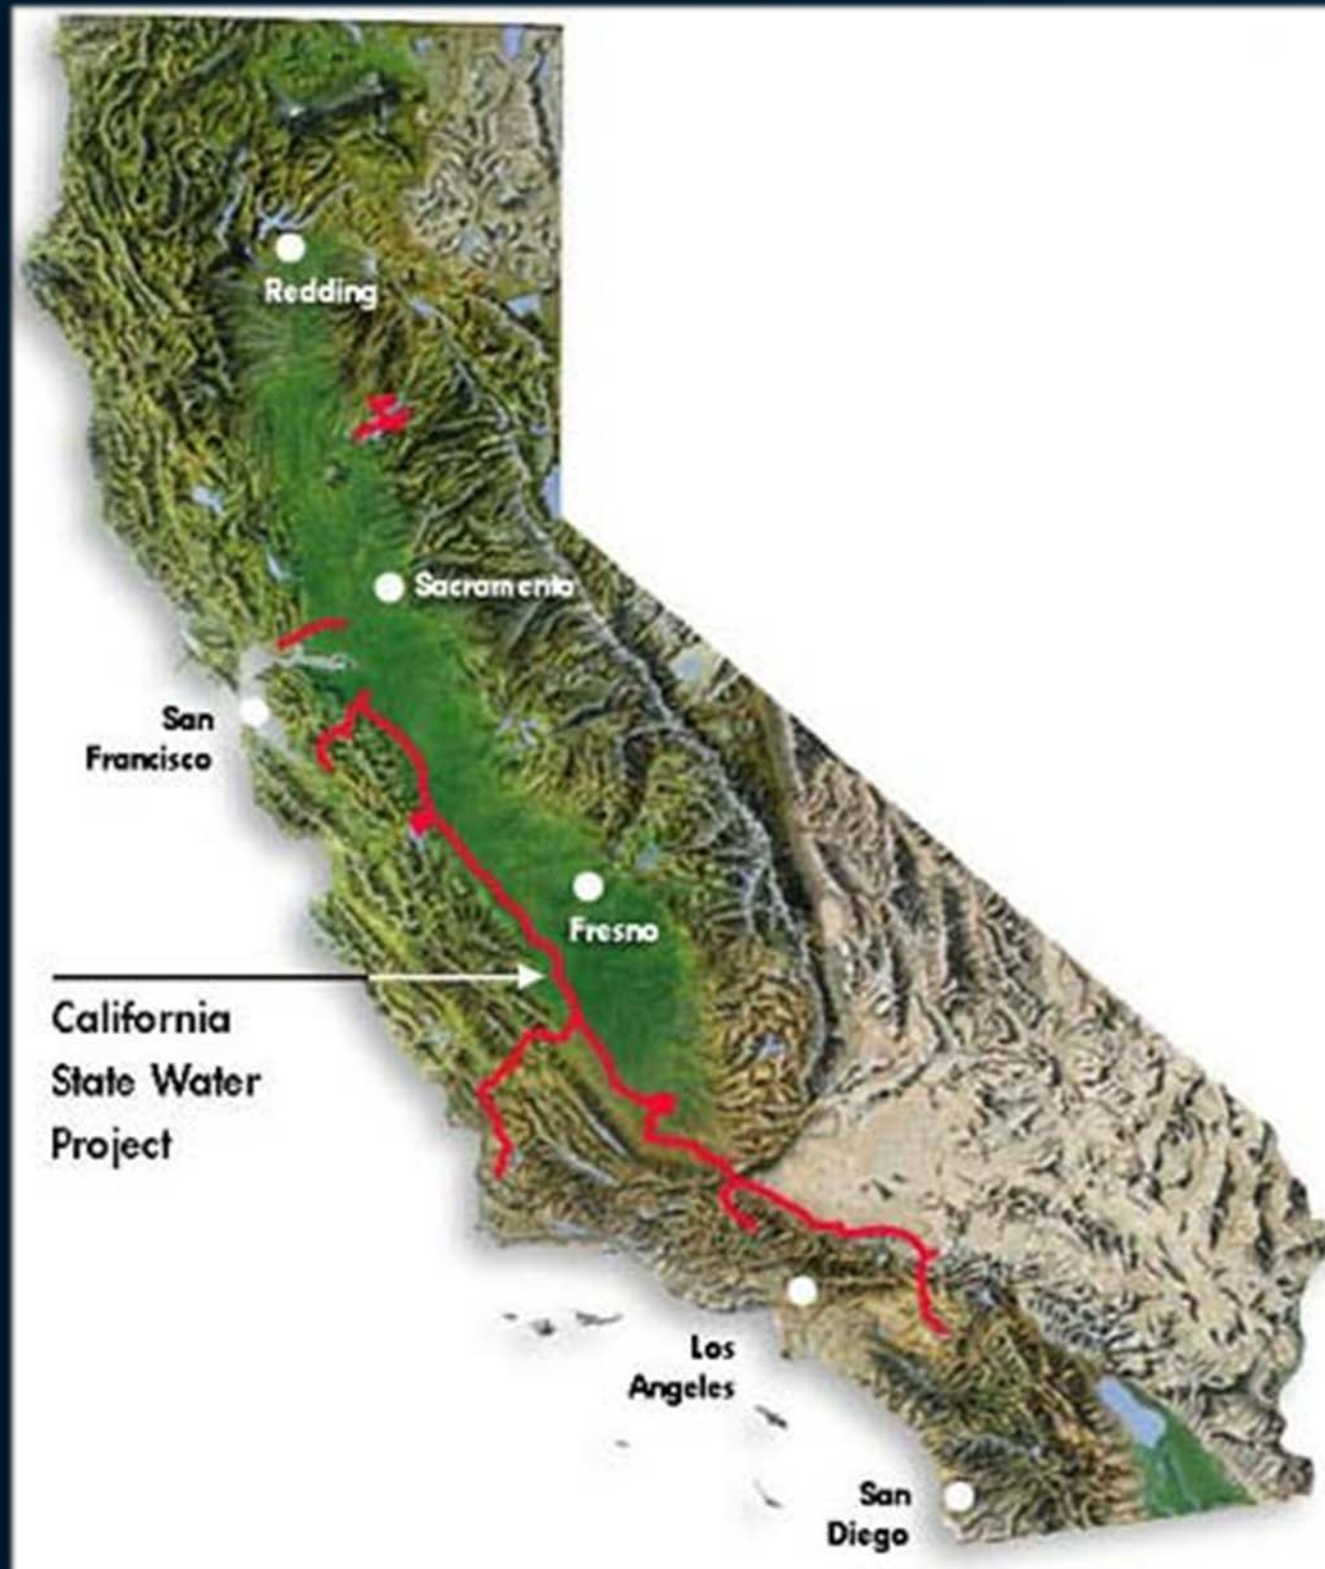 Redding
Sacramento
San
Francisco
Fresno
California
State Water
Project
Los
Angeles
San
Diego